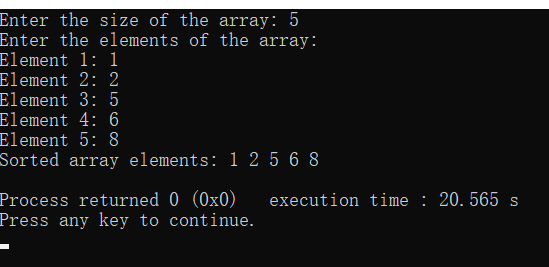 Enter the size of the array: 5
Enter the elements of the array:
Element 1: 1
Element 2: 2
Element 3: 5
Element 4: 6
Element 5: 8
Sorted array elements: 1 2 5 6 8
Process returned 0 (0x0)   execution time : 20.565 s
Press any key to continue.